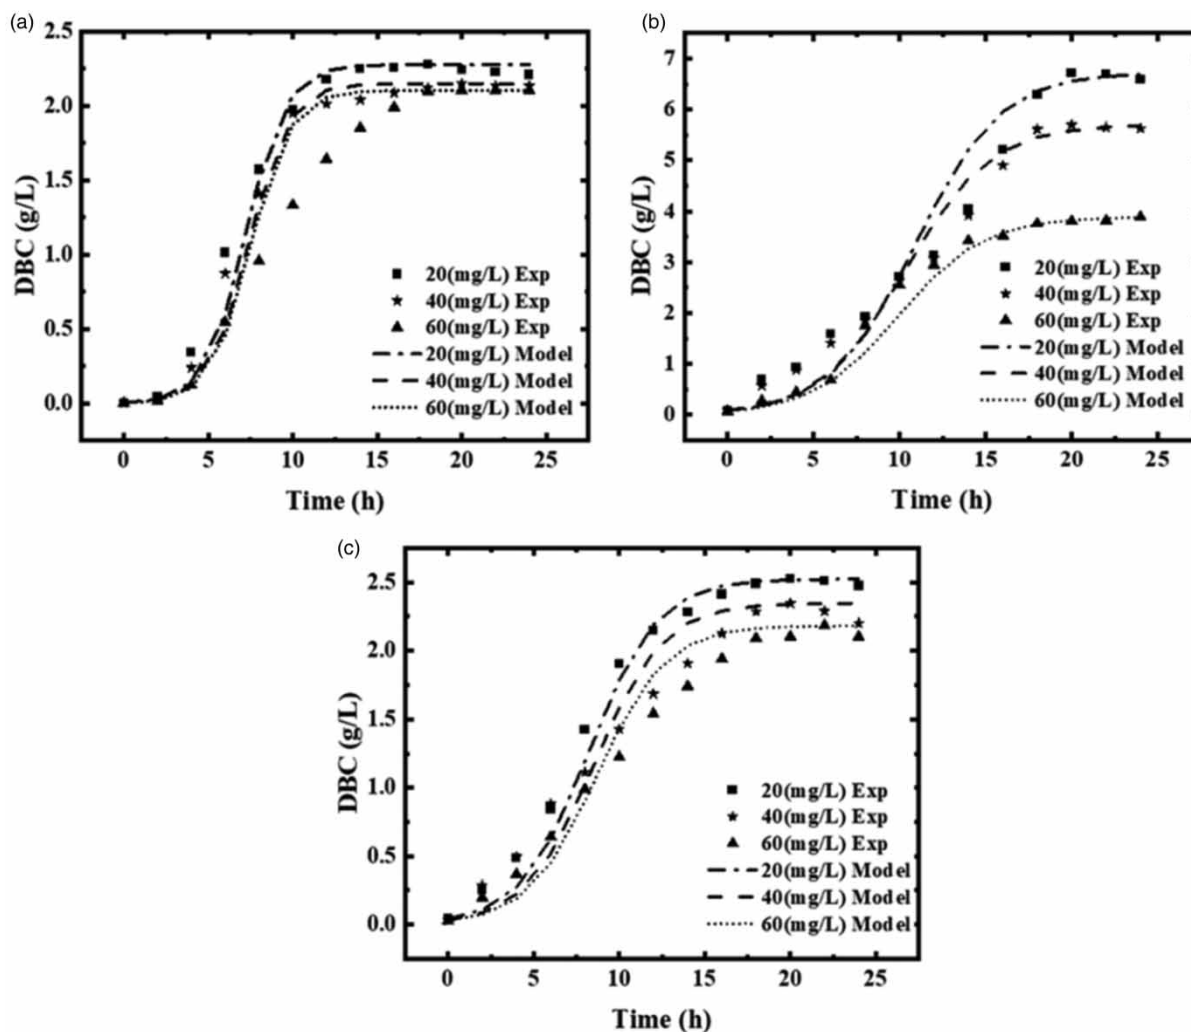 (a)
2.5
2.0
1.5
1.0
0.5
0.0
DBC (g/L)
20(mg/L) Exp
40(mg/L) Exp
60(mg/L) Exp
20(mg/L) Model
40(mg/L) Model
60(mg/L) Model
0 5 10 15 20 25
Time (h)
(b)
7
6
5
4
3
2
1
0
DBC (g/L)
20(mg/L) Exp
40(mg/L) Exp
60(mg/L) Exp
20(mg/L) Model
40(mg/L) Model
60(mg/L) Model
0 5 10 15 20 25
Time (h)
(c)
2.5
2.0
1.5
1.0
0.5
0.0
DBC (g/L)
20(mg/L) Exp
40(mg/L) Exp
60(mg/L) Exp
20(mg/L) Model
40(mg/L) Model
60(mg/L) Model
0 5 10 15 20 25
Time (h)